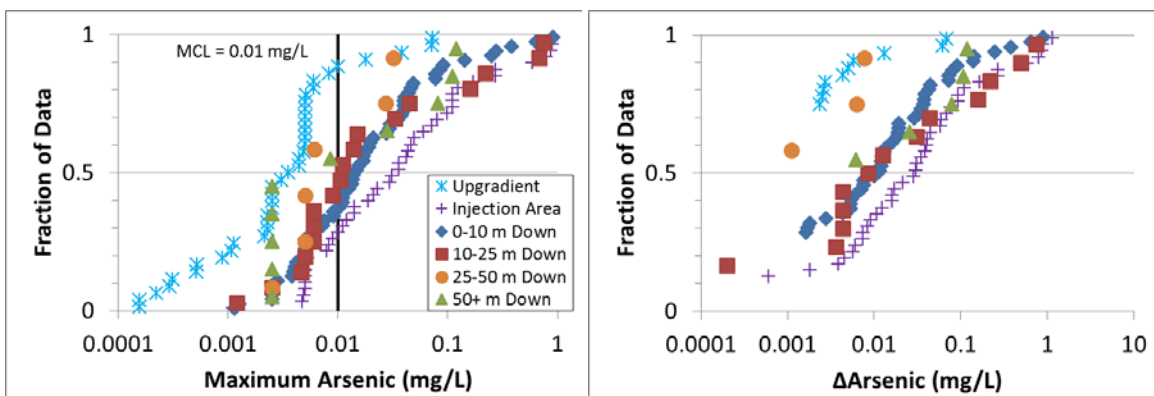 1
MCL = 0.01 mg/L
0.5
0
Fraction of Data
Upgradient
Injection Area
0-10 m Down
10-25 m Down
25-50 m Down
50+ m Down
0.0001
0.001
0.01
0.1
1
Maximum Arsenic (mg/L)
1
0.5
0
Fraction of Data
0.0001
0.001
0.01
0.1
1
10
ΔArsenic (mg/L)